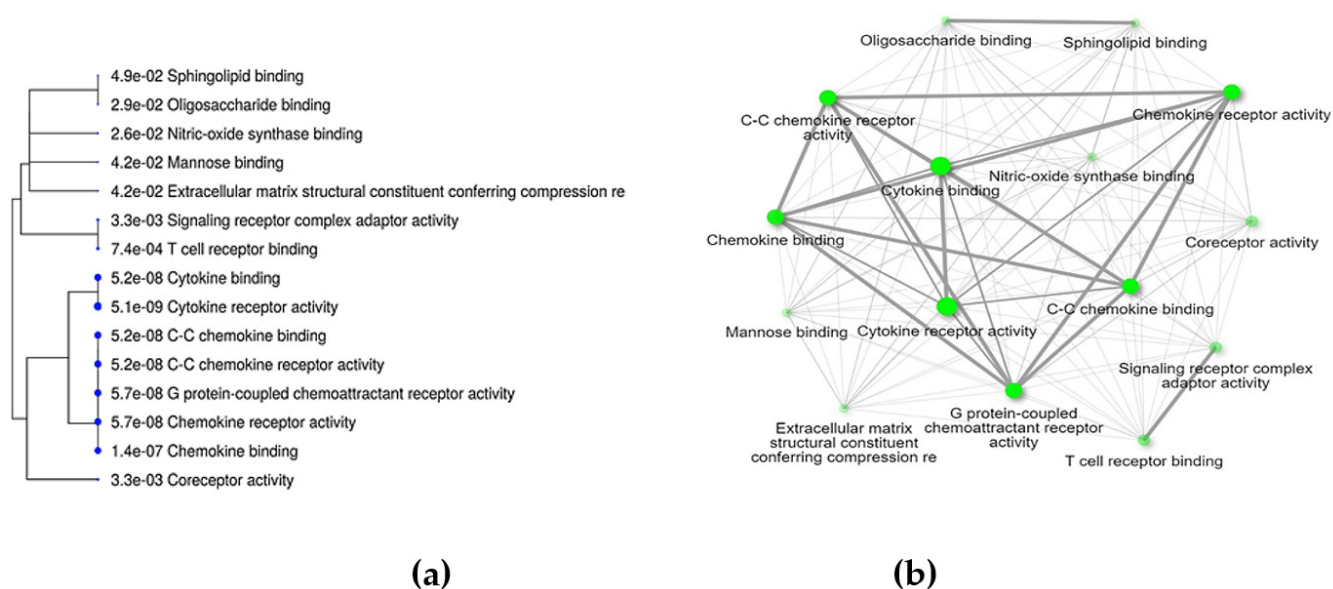 4.9e-02 Sphingolipid binding
2.9e-02 Oligosaccharide binding
2.6e-02 Nitric-oxide synthase binding
4.2e-02 Mannose binding
4.2e-02 Extracellular matrix structural constituent conferring compression re
3.3e-03 Signaling receptor complex adaptor activity
7.4e-04 T cell receptor binding
5.2e-08 Cytokine binding
5.1e-09 Cytokine receptor activity
5.2e-08 C-C chemokine binding
5.2e-08 C-C chemokine receptor activity
5.7e-08 G protein-coupled chemoattractant receptor activity
5.7e-08 Chemokine receptor activity
1.4e-07 Chemokine binding
3.3e-03 Coreceptor activity
(a)
Oligosaccharide binding
Sphingolipid binding
C-C chemokine receptor
activity
Chemokine receptor activity
Cytokine binding
Nitric-oxide synthase binding
Chemokine binding
Coreceptor activity
Mannose binding
Cytokine receptor activity
C-C chemokine binding
Signaling receptor complex
adaptor activity
Extracellular matrix
structural constituent
conferring compression re
G protein-coupled
chemoattractant receptor
activity
T cell receptor binding
(b)